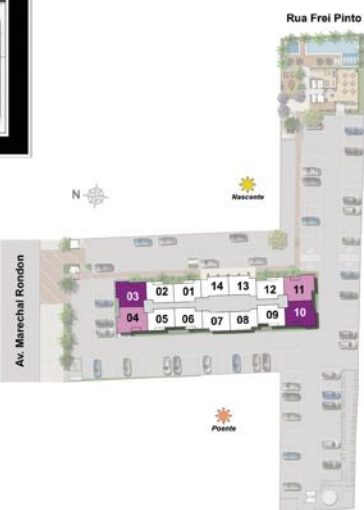 Rua Frei Pinto
Nascente
N
Av. Marechal Rondon
03 02 01 14 13 12 11
04 05 06 07 08 09 10
Poente